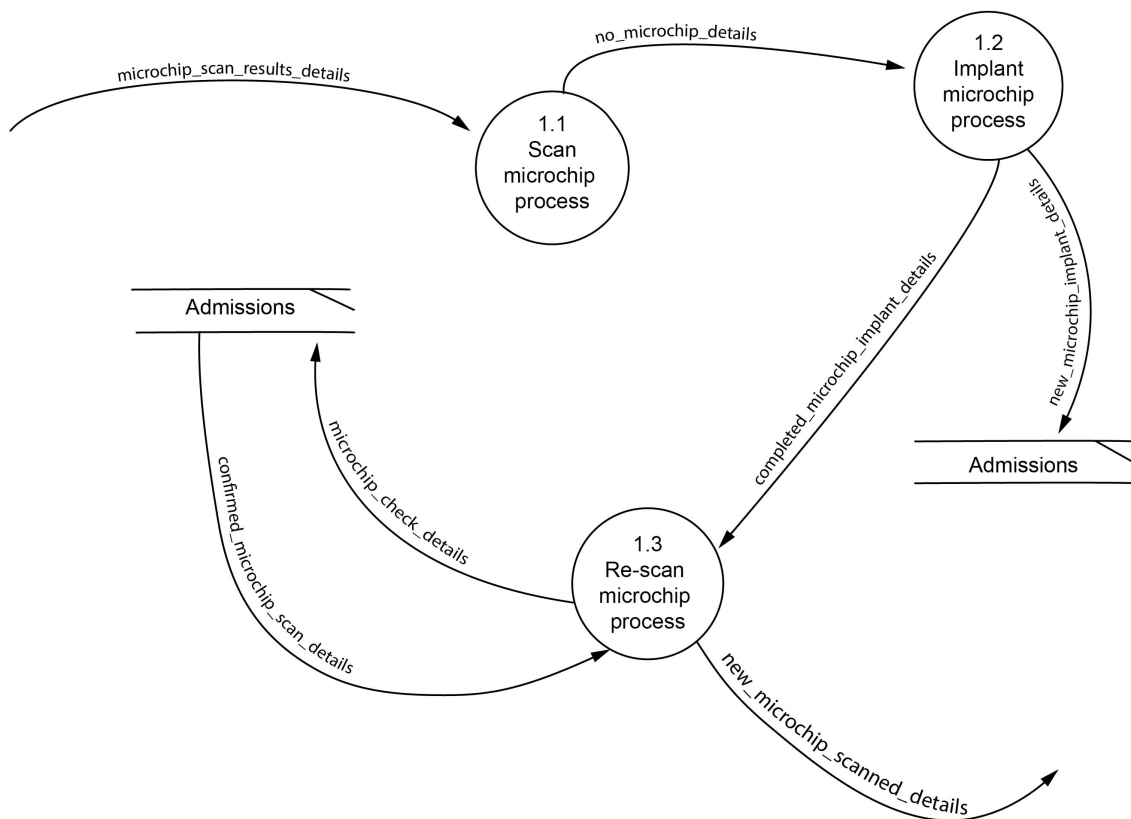 microchip_scan_results_details
no_microchip_details
1.1
Scan
microchip
process
1.2
Implant
microchip
process
new_microchip_implant_details
completed_microchip_implant_details
Admissions
Admissions
confirmed_microchip_scan_details
microchip_check_details
1.3
Re-scan
microchip
process
new_microchip_scanned_details